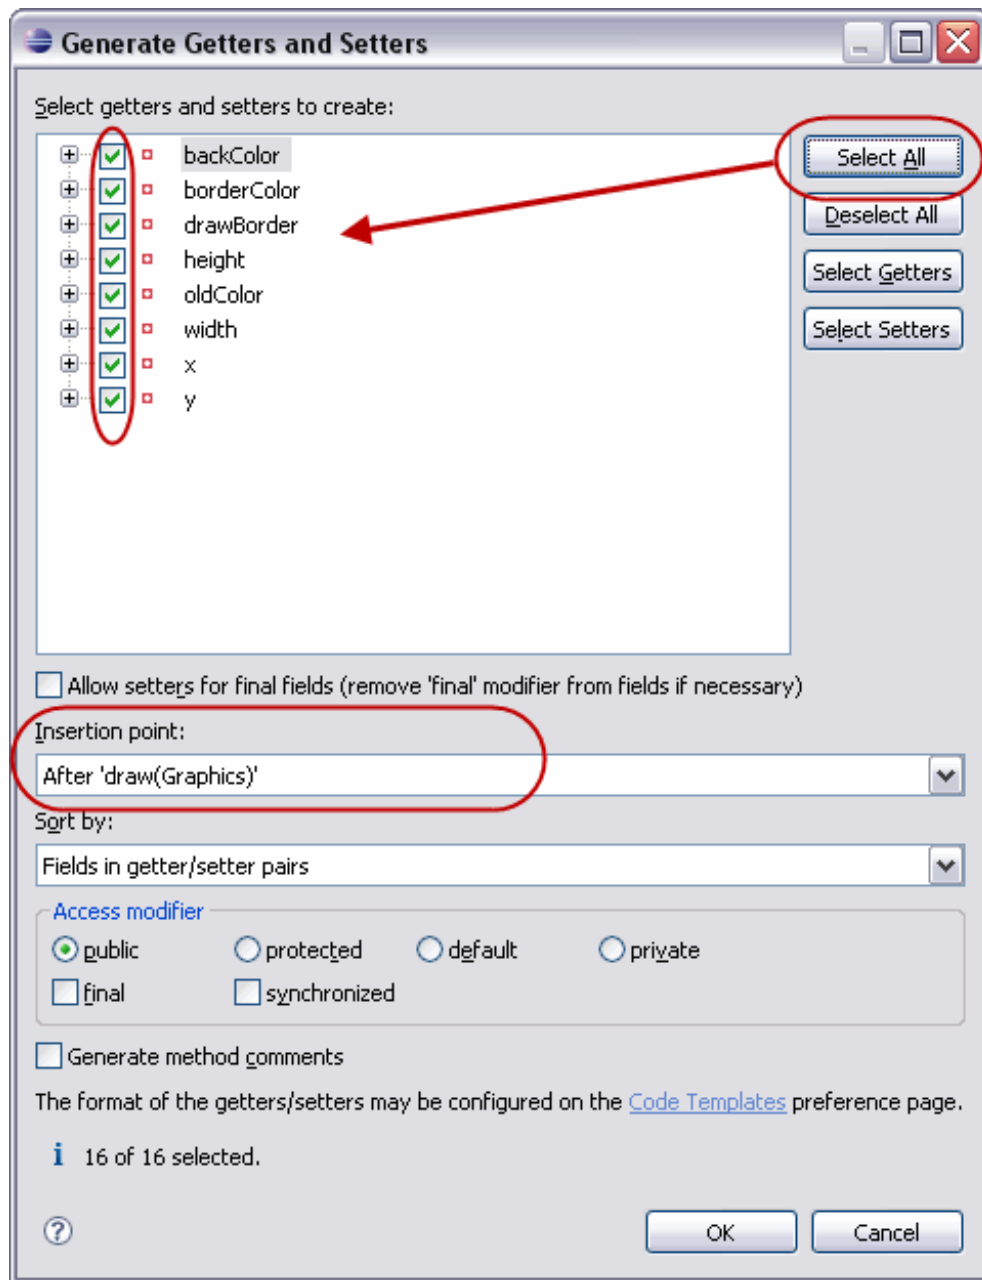 Generate Getters and Setters
Select getters and setters to create:
backColor
borderColor
drawBorder
height
oldColor
width
x
y
Select All
Deselect All
Select Getters
Select Setters
Allow setters for final fields (remove 'final' modifier from fields if necessary)
Insertion point:
After 'draw(Graphics)'
Sort by:
Fields in getter/setter pairs
Access modifier
public protected default private
final synchronized
Generate method comments
The format of the getters/setters may be configured on the Code Templates preference page.
i 16 of 16 selected.
?
OK Cancel